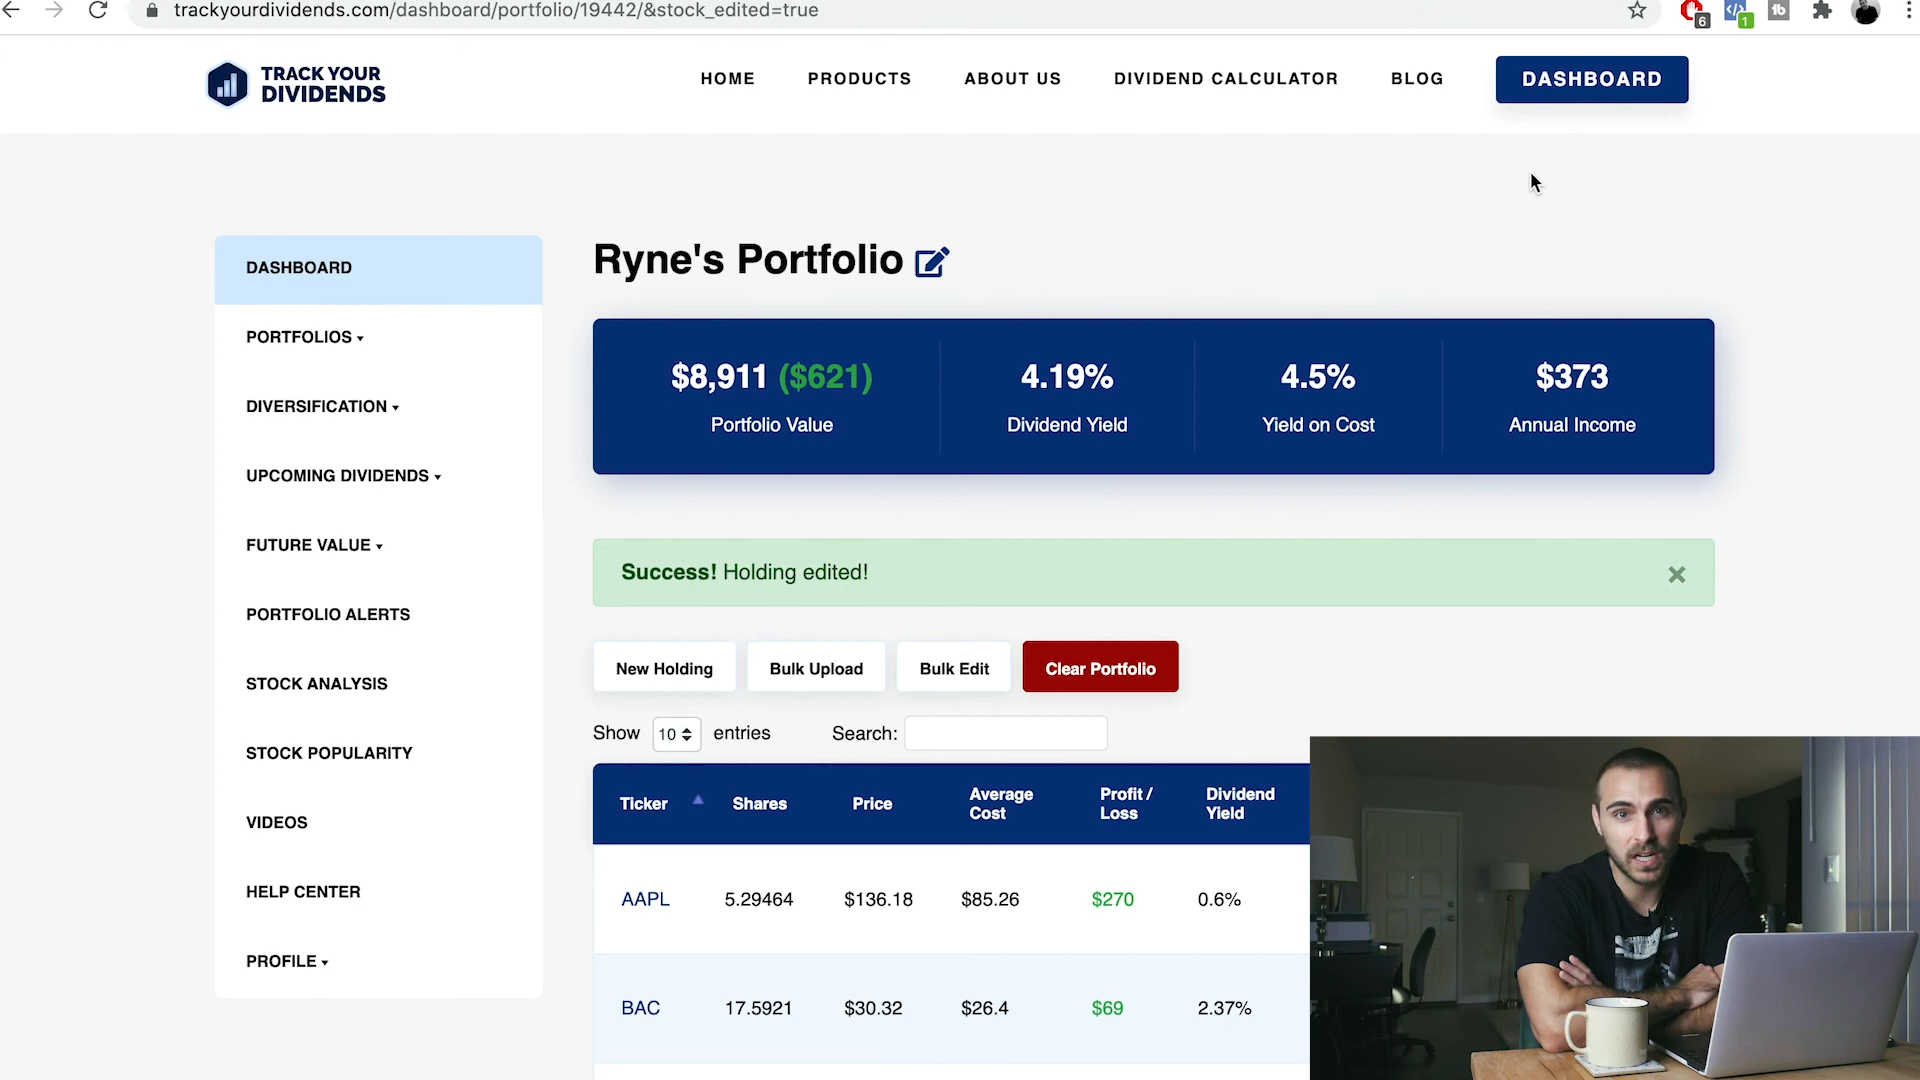 trackyourdividends.com/dashboard/portfolio/19442/&stock_edited=true
6
1
tb
TRACK YOUR
DIVIDENDS
HOME
PRODUCTS
ABOUT US
DIVIDEND CALCULATOR
BLOG
DASHBOARD
DASHBOARD
PORTFOLIOS
DIVERSIFICATION
UPCOMING DIVIDENDS
FUTURE VALUE
PORTFOLIO ALERTS
STOCK ANALYSIS
STOCK POPULARITY
VIDEOS
HELP CENTER
PROFILE
Ryne's Portfolio
$8,911 ($621)
Portfolio Value
4.19%
Dividend Yield
4.5%
Yield on Cost
$373
Annual Income
Success! Holding edited!
New Holding
Bulk Upload
Bulk Edit
Clear Portfolio
Show 10 entries
Search:
Ticker
Shares
Price
Average
Cost
Profit /
Loss
Dividend
Yield
AAPL 5.29464 $136.18 $85.26 $270 0.6%
BAC 17.5921 $30.32 $26.4 $69 2.37%